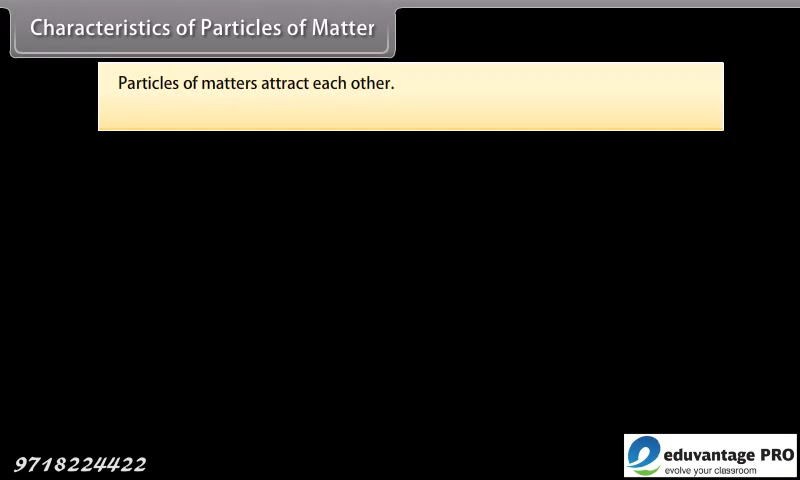 Characteristics of Particles of Matter
Particles of matters attract each other.
9718224422
eduvantage PRO
evolve your classroom